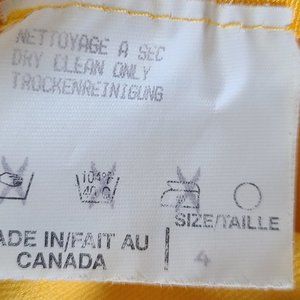 NETTOYAGE A SEC
DRY CLEAN ONLY
TROCKENREINIGUNG
104°F
40°C
SIZE/TAILLE
ADE IN/FAIT AU
CANADA
4